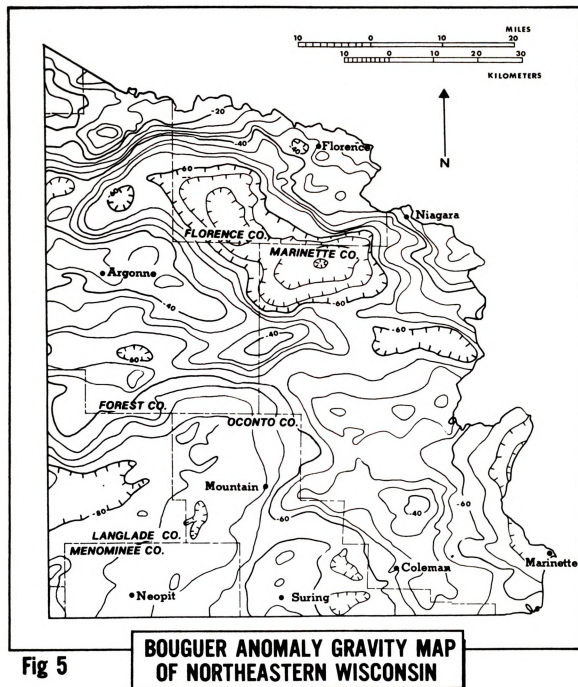 MILES
10 0 10 20
10 0 10 20 30
KILOMETERS
N
-20
-40
-40
Florence
-60
-60
Niagara
FLORENCE CO.
MARINETTE CO.
Argonne
-40
-60
-60
-40
-60
FOREST CO.
OCONTO CO.
Mountain
-60
-40
-60
-80
LANGLADE CO.
MENOMINEE CO.
Marinette
Coleman
Neopit
Suring
Fig 5
BOUGUER ANOMALY GRAVITY MAP
OF NORTHEASTERN WISCONSIN